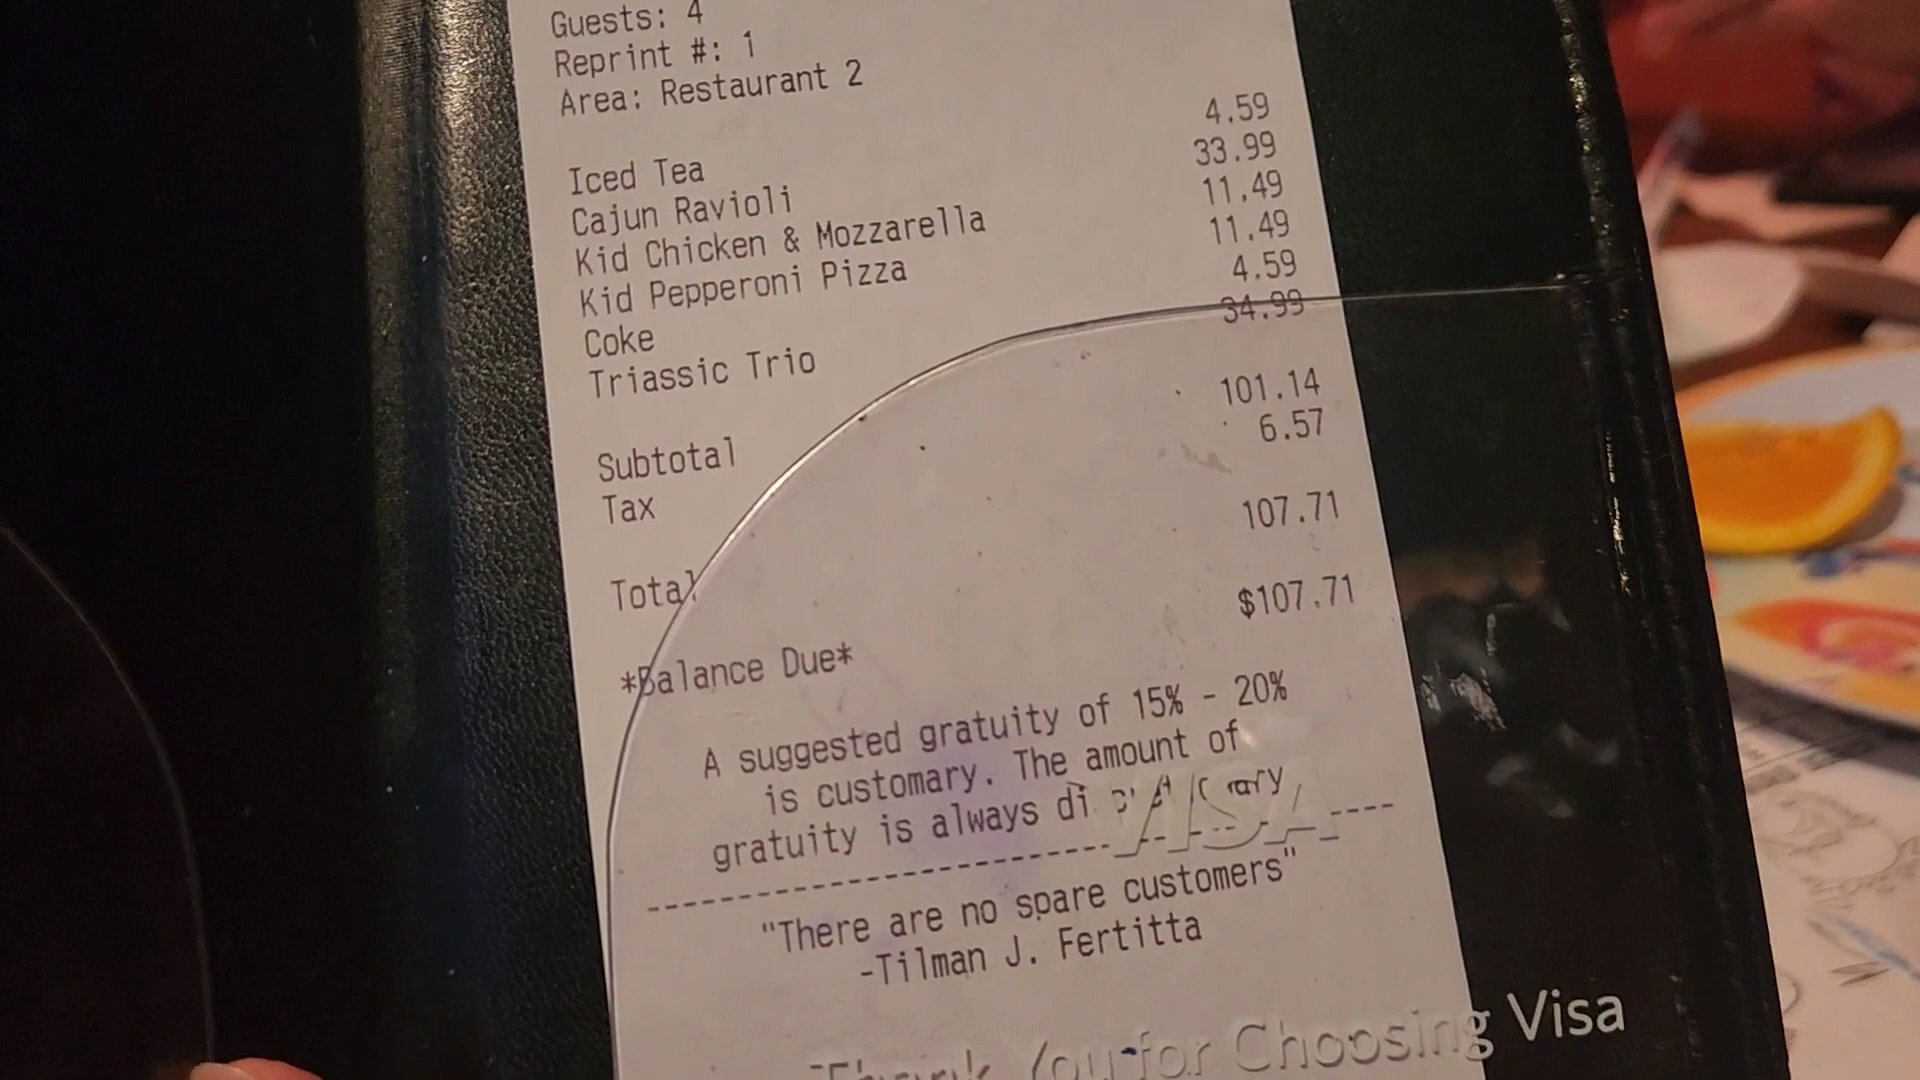 Guests: 4
Reprint #: 1
Area: Restaurant 2
Iced Tea 4.59
Cajun Ravioli 33.99
Kid Chicken & Mozzarella 11.49
Kid Pepperoni Pizza 11.49
Coke 4.59
Triassic Trio 34.99
Subtotal 101.14
Tax 6.57
Total 107.71
*Balance Due* $107.71
A suggested gratuity of 15% - 20%
is customary. The amount of
gratuity is always
VISA
"There are no spare customers"
-Tilman J. Fertitta
Thank You for Choosing Visa